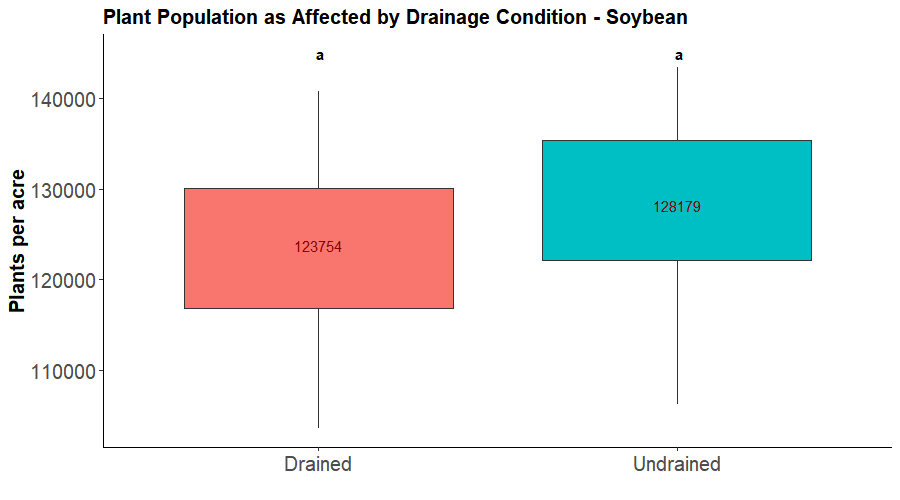 Plant Population as Affected by Drainage Condition - Soybean
a a
140000
130000
120000
110000
Plants per acre
128179
123754
Drained Undrained